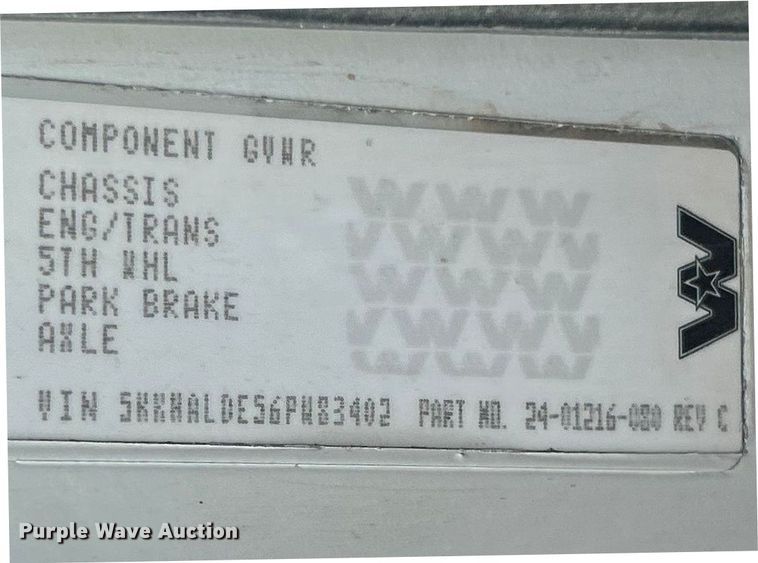 COMPONENT GVWR
CHASSIS
ENG/TRANS
5TH WHL
PARK BRAKE
AXLE
VIN 5KKHALDE56PW83402 PART NO. 24-01216-080 REV C
Purple Wave Auction